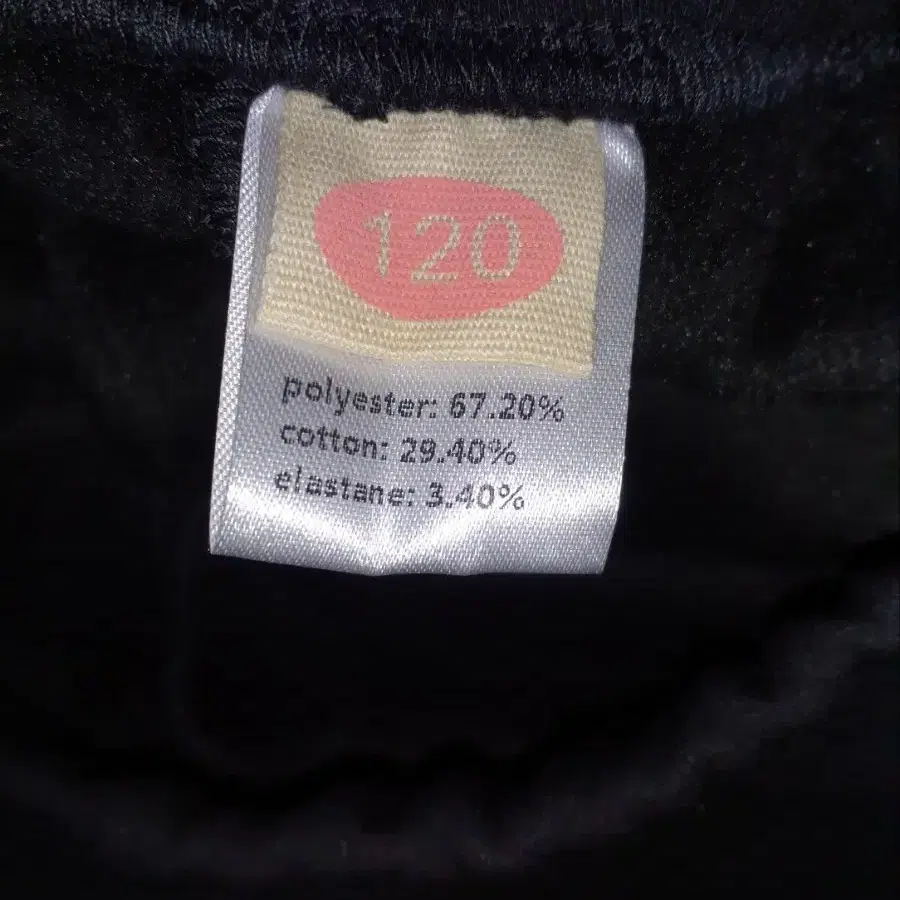 120
polyester: 67.20%
cotton: 29.40%
elastane: 3.40%